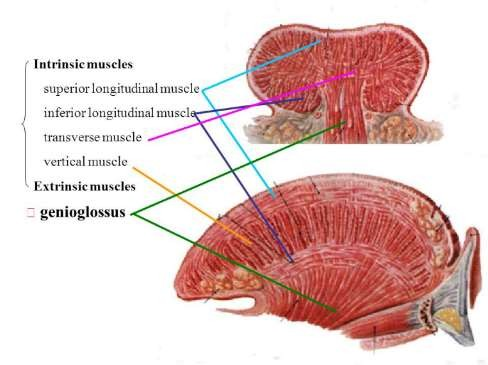 Intrinsic muscles
superior longitudinal muscle
inferior longitudinal muscle
transverse muscle
vertical muscle
Extrinsic muscles
genioglossus